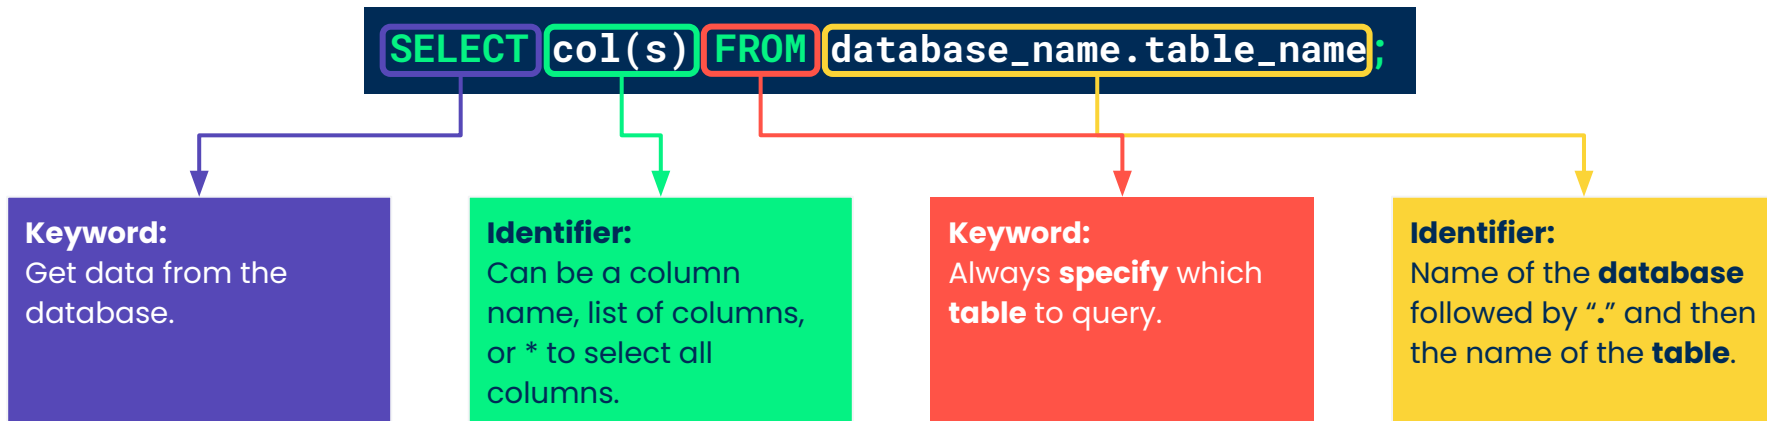 SELECT col(s) FROM database_name.table_name;
Keyword:
Get data from the
database.
Identifier:
Can be a column
name, list of columns,
or * to select all
columns.
Keyword:
Always specify which
table to query.
Identifier:
Name of the database
followed by “.” and then
the name of the table.